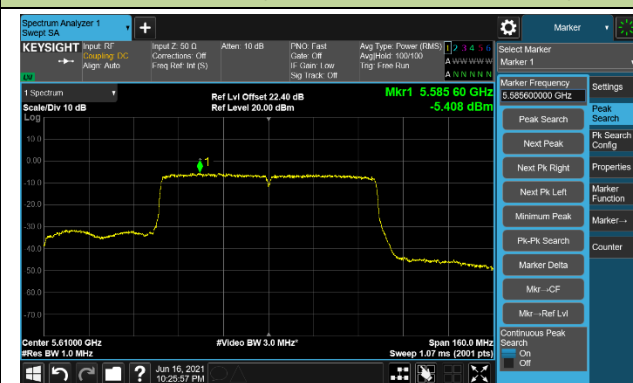 Spectrum Analyzer 1
Swept SA
+
Marker
KEYSIGHT
Input: RF
Coupling: DC
Align: Auto
Input Z: 50 Ω
Corrections: Off
Freq Ref: Int (S)
Atten: 10 dB
PNO: Fast
Gate: Off
IF Gain: Low
Sig Track: Off
Avg Type: Power (RMS)
Avg|Hold: 100/100
Trig: Free Run
1 2 3 4 5 6
A W W W W W
A N N N N N
LU
Select Marker
Marker 1
1 Spectrum
Scale/Div 10 dB
Log
Ref Lvl Offset 22.40 dB
Ref Level 20.00 dBm
Mkr1 5.585 60 GHz
-5.408 dBm
10.0
0.00
-10.0
-20.0
-30.0
-40.0
-50.0
-60.0
-70.0
1
Center 5.61000 GHz
#Res BW 1.0 MHz
#Video BW 3.0 MHz*
Span 160.0 MHz
Sweep 1.07 ms (2001 pts)
Marker Frequency
5.585600000 GHz
Peak Search
Next Peak
Next Pk Right
Next Pk Left
Minimum Peak
Pk-Pk Search
Marker Delta
Mkr→CF
Mkr→Ref Lvl
Continuous Peak
Search
On
Off
Settings
Peak
Search
Pk Search
Config
Properties
Marker
Function
Marker→
Counter
?
Jun 16, 2021
10:25:57 PM